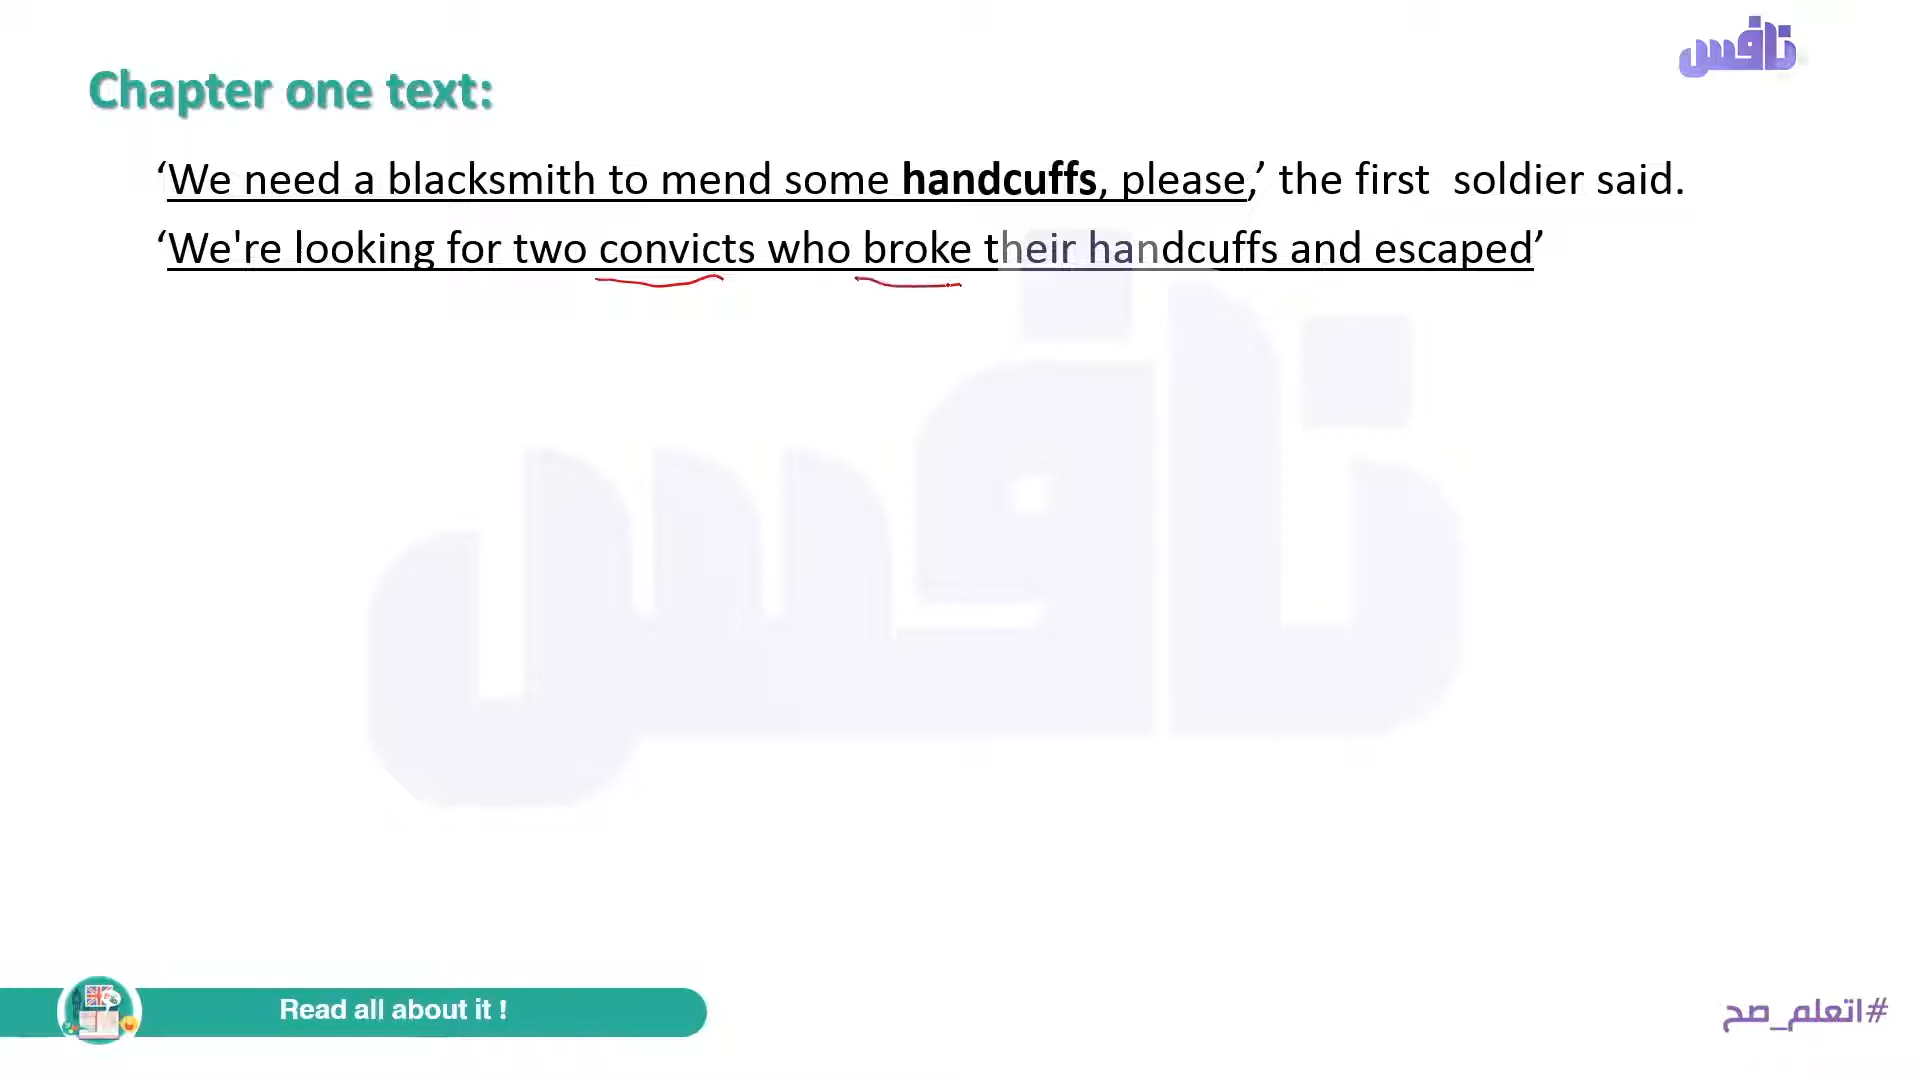 نافس
Chapter one text:
‘We need a blacksmith to mend some handcuffs, please,’ the first soldier said.
‘We're looking for two convicts who broke their handcuffs and escaped’
نافس
Read all about it !
#اتعلم_صح